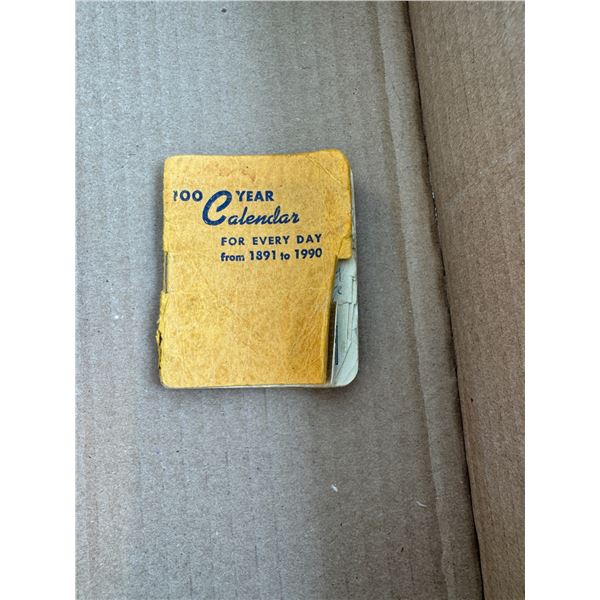 100 YEAR
Calendar
FOR EVERY DAY
from 1891 to 1990